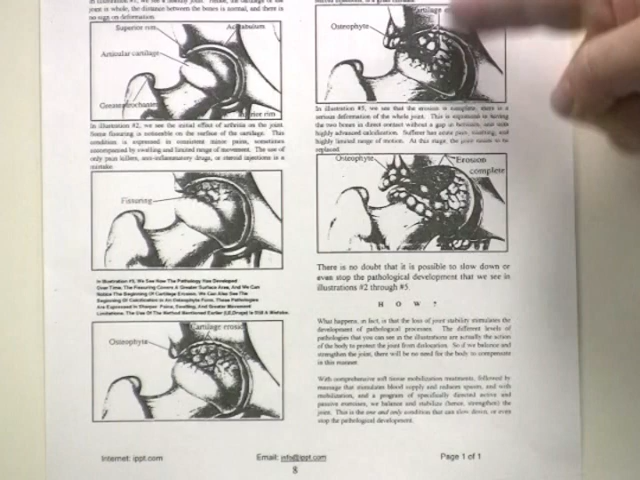 joint is whole, the distance between the bones is normal, and there is
no sign on deformation.
Superior rim
Acetabulum
Articular cartilage
Greater trochanter
rim
In illustration #2, we see the initial effect of arthritis on the joint.
Some fissuring is noticeable on the surface of the cartilage. This
condition is expressed in consistent minor pains, sometimes
accompanied by swelling and limited range of movement. The use of
only pain killers, anti-inflammatory drugs, or steroid injections is a
mistake.
Fissuring
In Illustration #3, We See How The Pathology Has Developed
Over Time, The Fissuring Covers A Greater Surface Area, And We Can
Notice The Beginning Of Cartilage Erosion. We Can Also See The
Beginning Of Calcification In An Osteophyte Form. These Pathologies
Are Expressed In Sharper Pains, Swelling, And Greater Movement
Limitations. The Use Of The Method Mentioned Earlier Is Still A Mistake.
Cartilage erosion
Osteophyte
Osteophyte
In illustration #5, we see that the erosion is complete, there is a
serious deformation of the whole joint. This is expressed in having
the two bones in direct contact without a gap in between, and with
highly advanced calcification. Sufferer has acute pain, swelling, and
highly limited range of motion. At this stage, the joint needs to be
replaced.
Osteophyte
Erosion
complete
There is no doubt that it is possible to slow down or
even stop the pathological development that we see in
illustrations #2 through #5.
H O W ?
What happens, in fact, is that the loss of joint stability stimulates the
development of pathological processes. The different levels of
pathologies that you can see in the illustrations are actually the action
of the body to protect the joint from dislocation. So if we balance and
strengthen the joint, there will be no need for the body to compensate
in this manner.
With comprehensive soft tissue mobilization treatments, followed by
massage that stimulates blood supply and reduces spasms, and with
mobilization, and a program of specifically directed active and
passive exercises, we balance and stabilize (hence, strengthen) the
joint. This is the one and only condition that can slow down, or even
stop the pathological development.
Internet: ippt.com
Email: info@ippt.com
Page 1 of 1
8